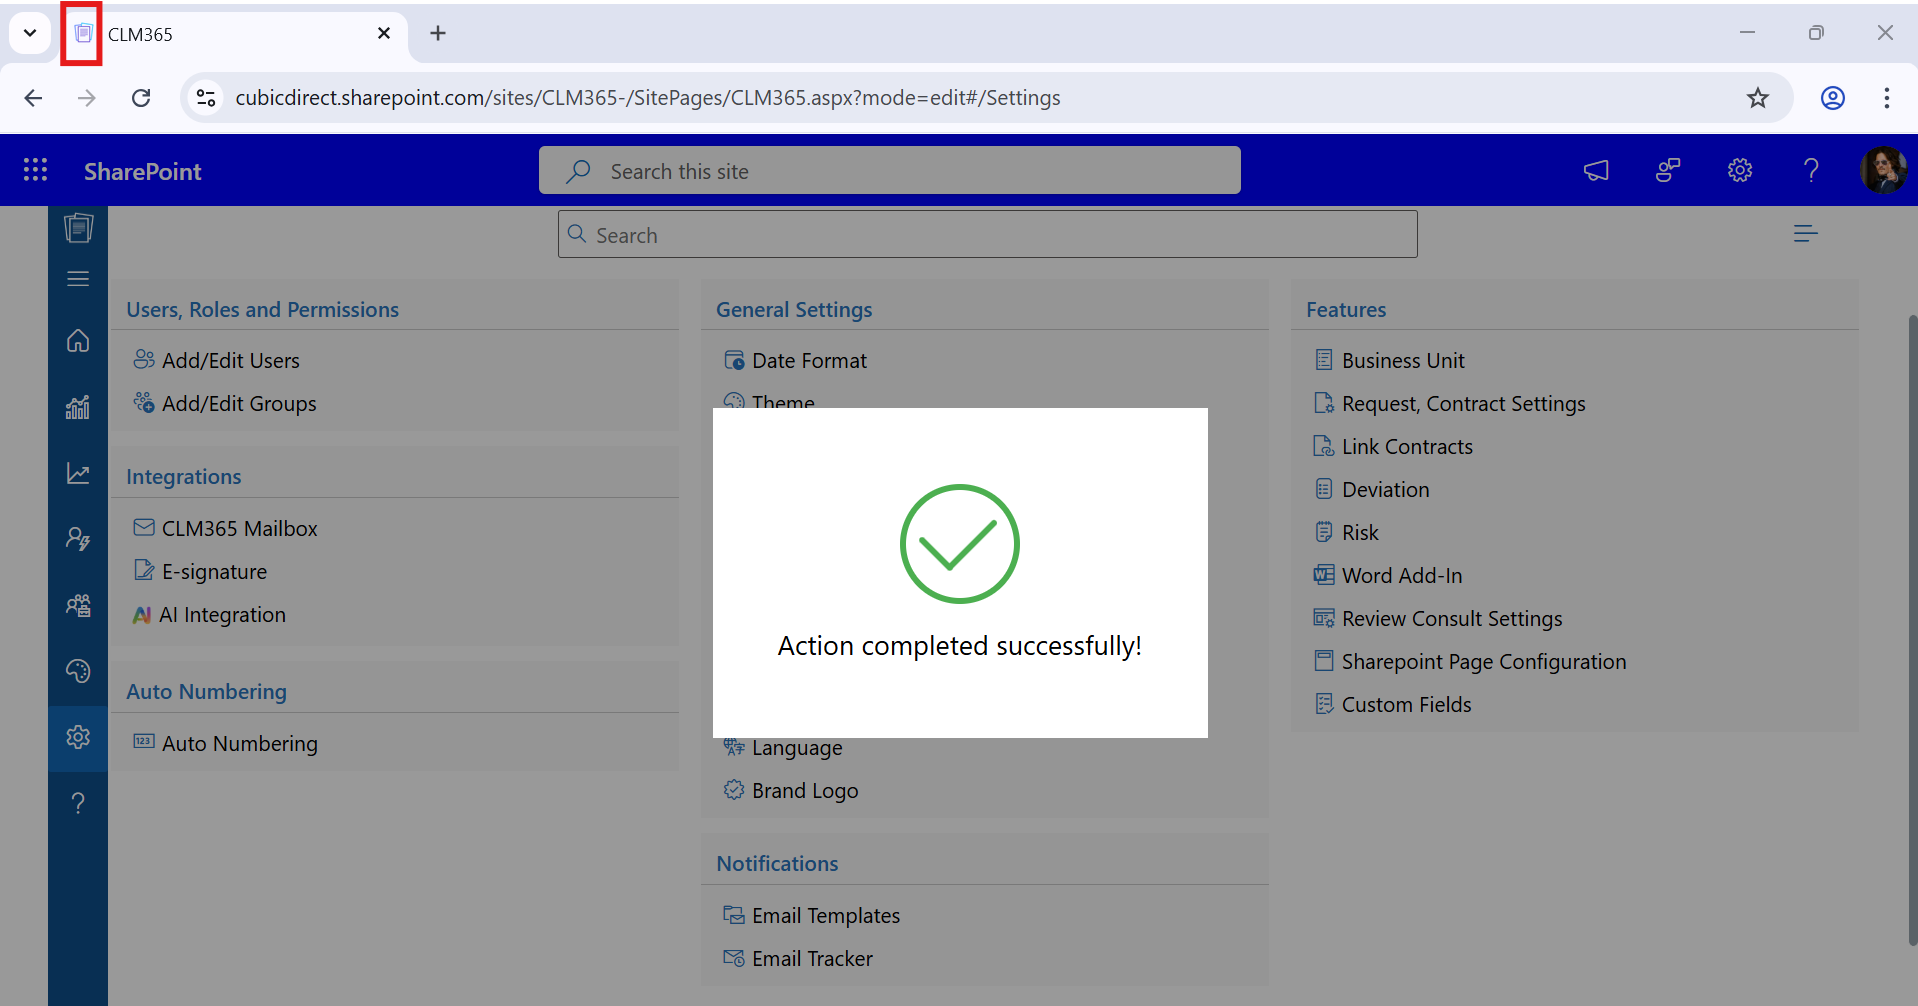 CLM365
cubicdirect.sharepoint.com/sites/CLM365-/SitePages/CLM365.aspx?mode=edit#/Settings
SharePoint
Search this site
Search
Users, Roles and Permissions
Add/Edit Users
Add/Edit Groups
Integrations
CLM365 Mailbox
E-signature
AI AI Integration
Auto Numbering
123 Auto Numbering
General Settings
Date Format
Theme
Language
Brand Logo
Notifications
Email Templates
Email Tracker
Features
Business Unit
Request, Contract Settings
Link Contracts
Deviation
Risk
Word Add-In
Review Consult Settings
Sharepoint Page Configuration
Custom Fields
Action completed successfully!